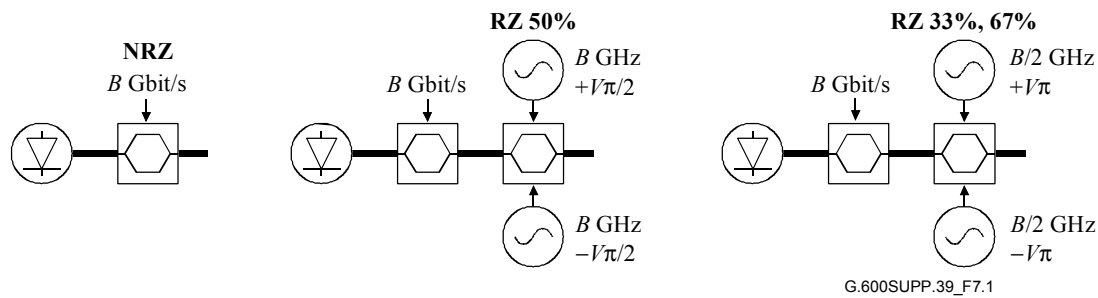 NRZ
B Gbit/s
RZ 50%
B Gbit/s
B GHz
+Vπ/2
B GHz
−Vπ/2
RZ 33%, 67%
B Gbit/s
B/2 GHz
+Vπ
B/2 GHz
−Vπ
G.600SUPP.39_F7.1